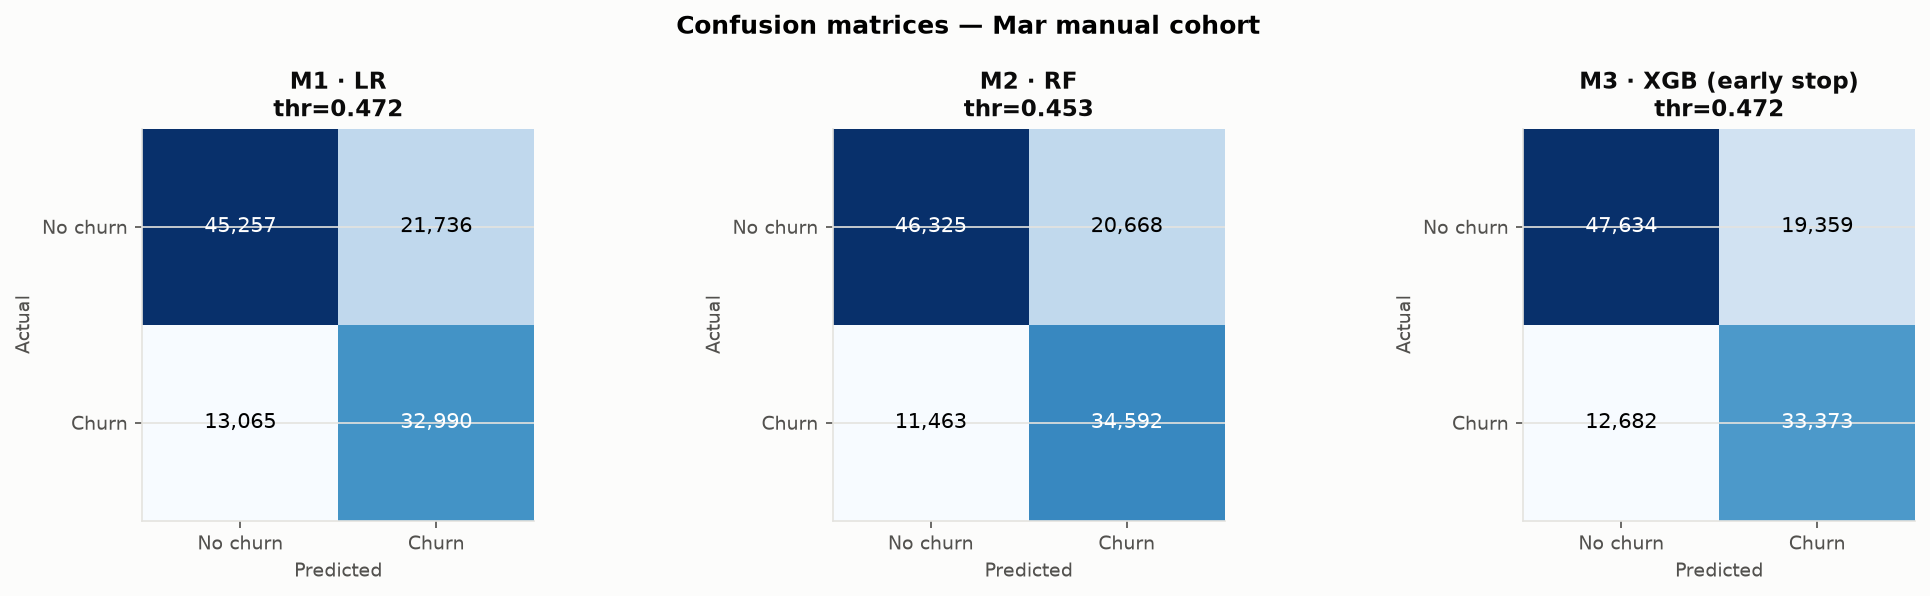 Confusion matrices — Mar manual cohort
M1 · LR
thr=0.472
Actual
No churn
45,257
21,736
Churn
13,065
32,990
No churn
Churn
Predicted
M2 · RF
thr=0.453
Actual
No churn
46,325
20,668
Churn
11,463
34,592
No churn
Churn
Predicted
M3 · XGB (early stop)
thr=0.472
Actual
No churn
47,634
19,359
Churn
12,682
33,373
No churn
Churn
Predicted